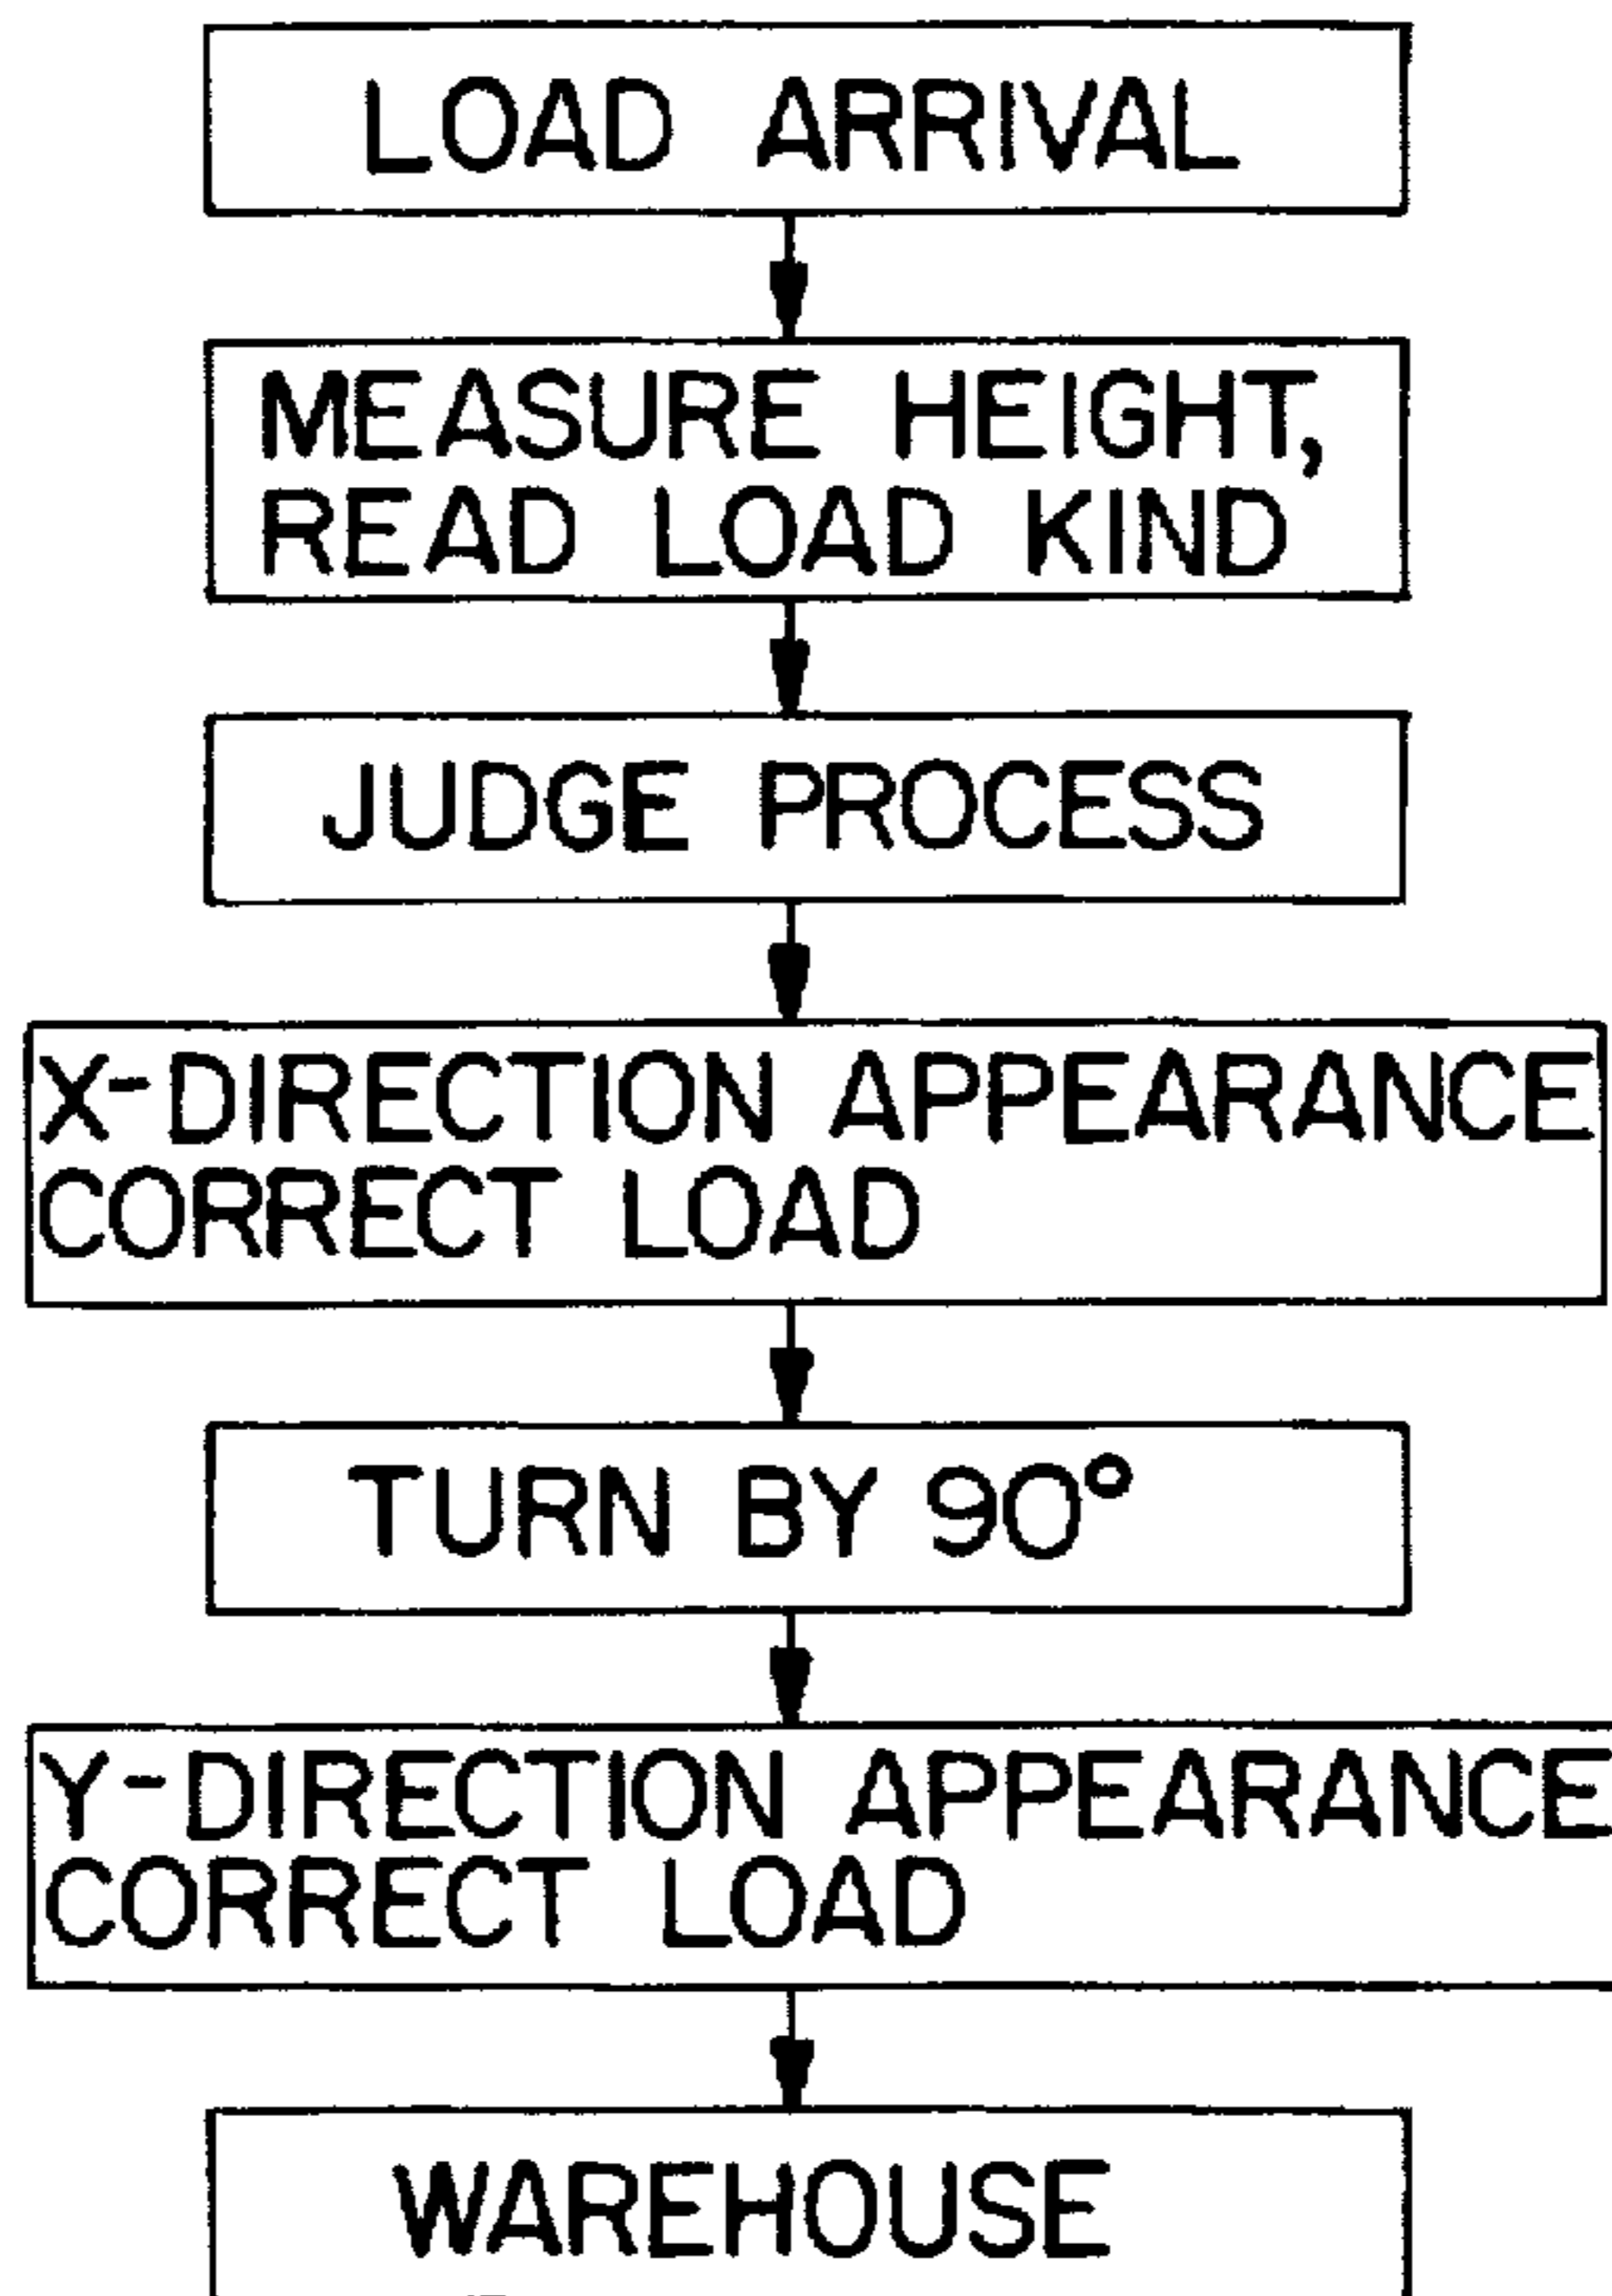 LOAD ARRIVAL
MEASURE HEIGHT,
READ LOAD KIND
JUDGE PROCESS
X-DIRECTION APPEARANCE
CORRECT LOAD
TURN BY 90°
Y-DIRECTION APPEARANCE
CORRECT LOAD
WAREHOUSE